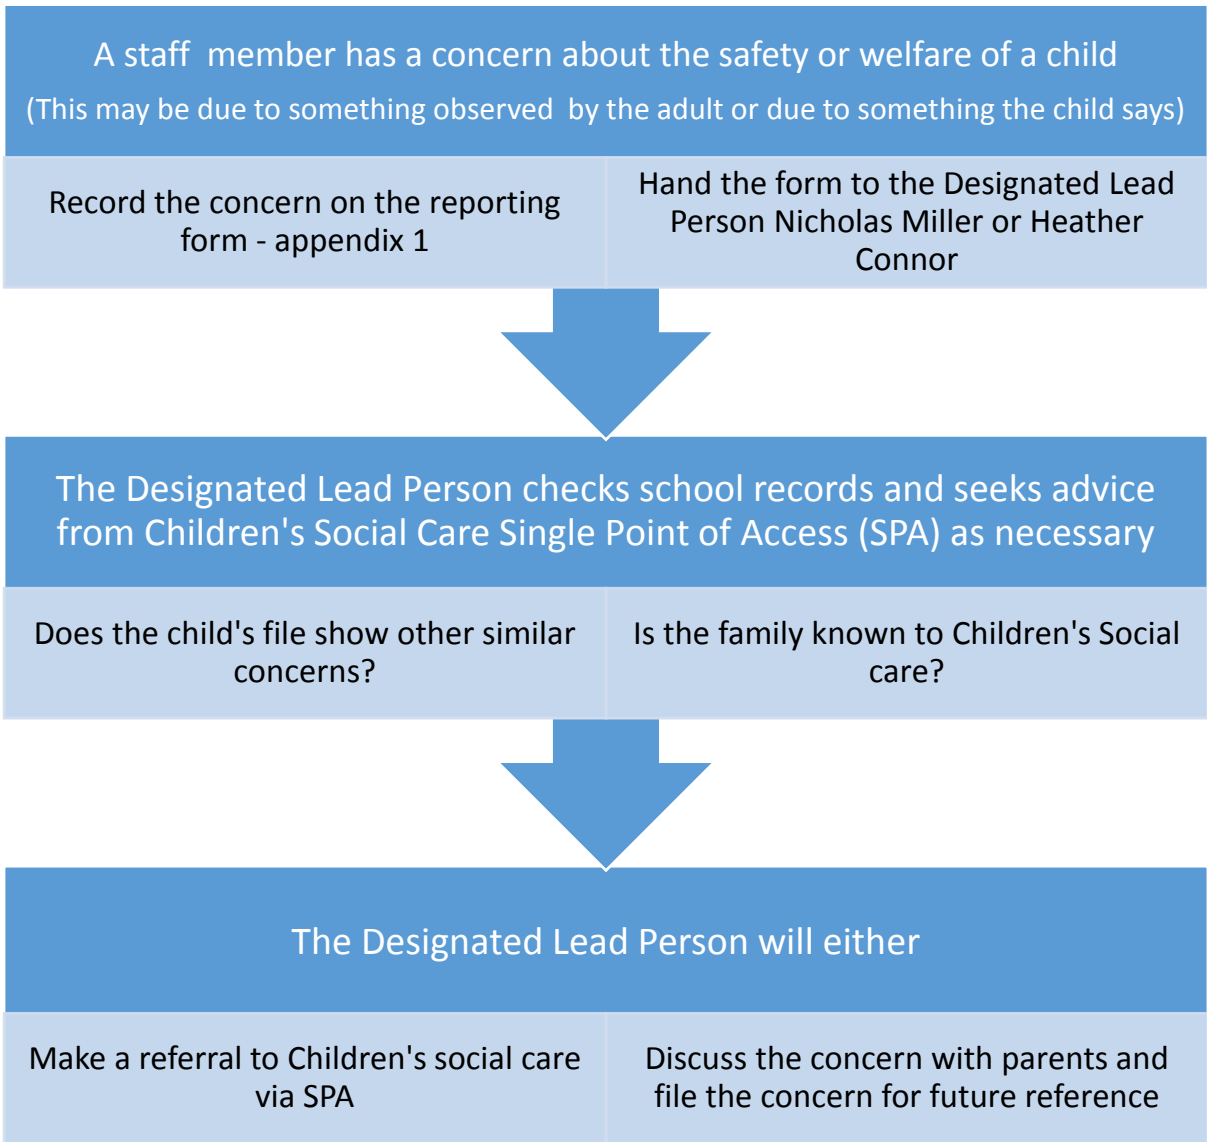 A staff  member has a concern about the safety or welfare of a child
(This may be due to something observed  by the adult or due to something the child says)
Record the concern on the reporting
form - appendix 1
Hand the form to the Designated Lead
Person Nicholas Miller or Heather
Connor
The Designated Lead Person checks school records and seeks advice
from Children's Social Care Single Point of Access (SPA) as necessary
Does the child's file show other similar
concerns?
Is the family known to Children's Social
care?
The Designated Lead Person will either
Make a referral to Children's social care
via SPA
Discuss the concern with parents and
file the concern for future reference